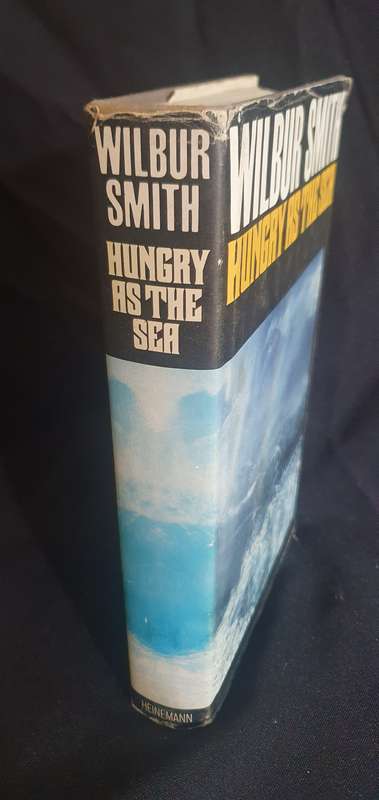 WILBUR
SMITH
HUNGRY
AS THE
SEA
HEINEMANN
WILBUR SMITH
HUNGRY AS THE SEA